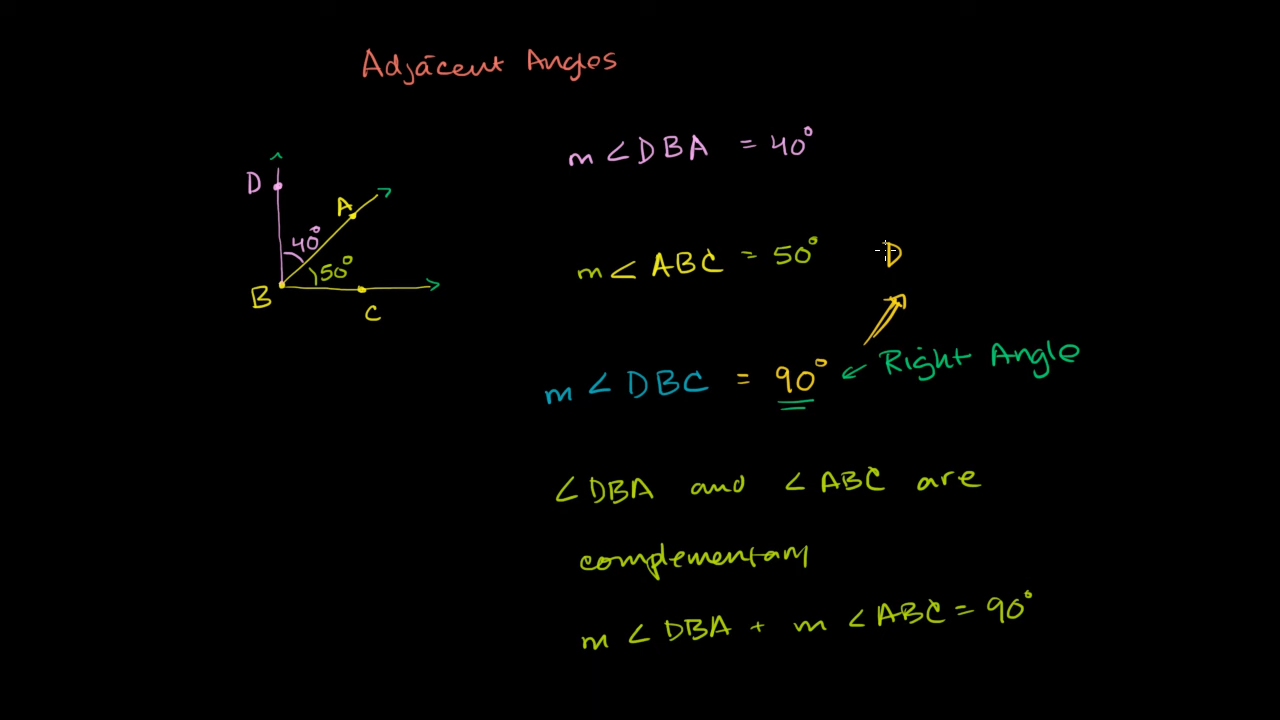 Adjacent Angles
m ∠DBA = 40°
D
A
40°
50°
B
C
m ∠ ABC = 50° D
m ∠ DBC = 90° ← Right Angle
∠DBA and ∠ABC are
complementary
m ∠DBA + m ∠ABC = 90°